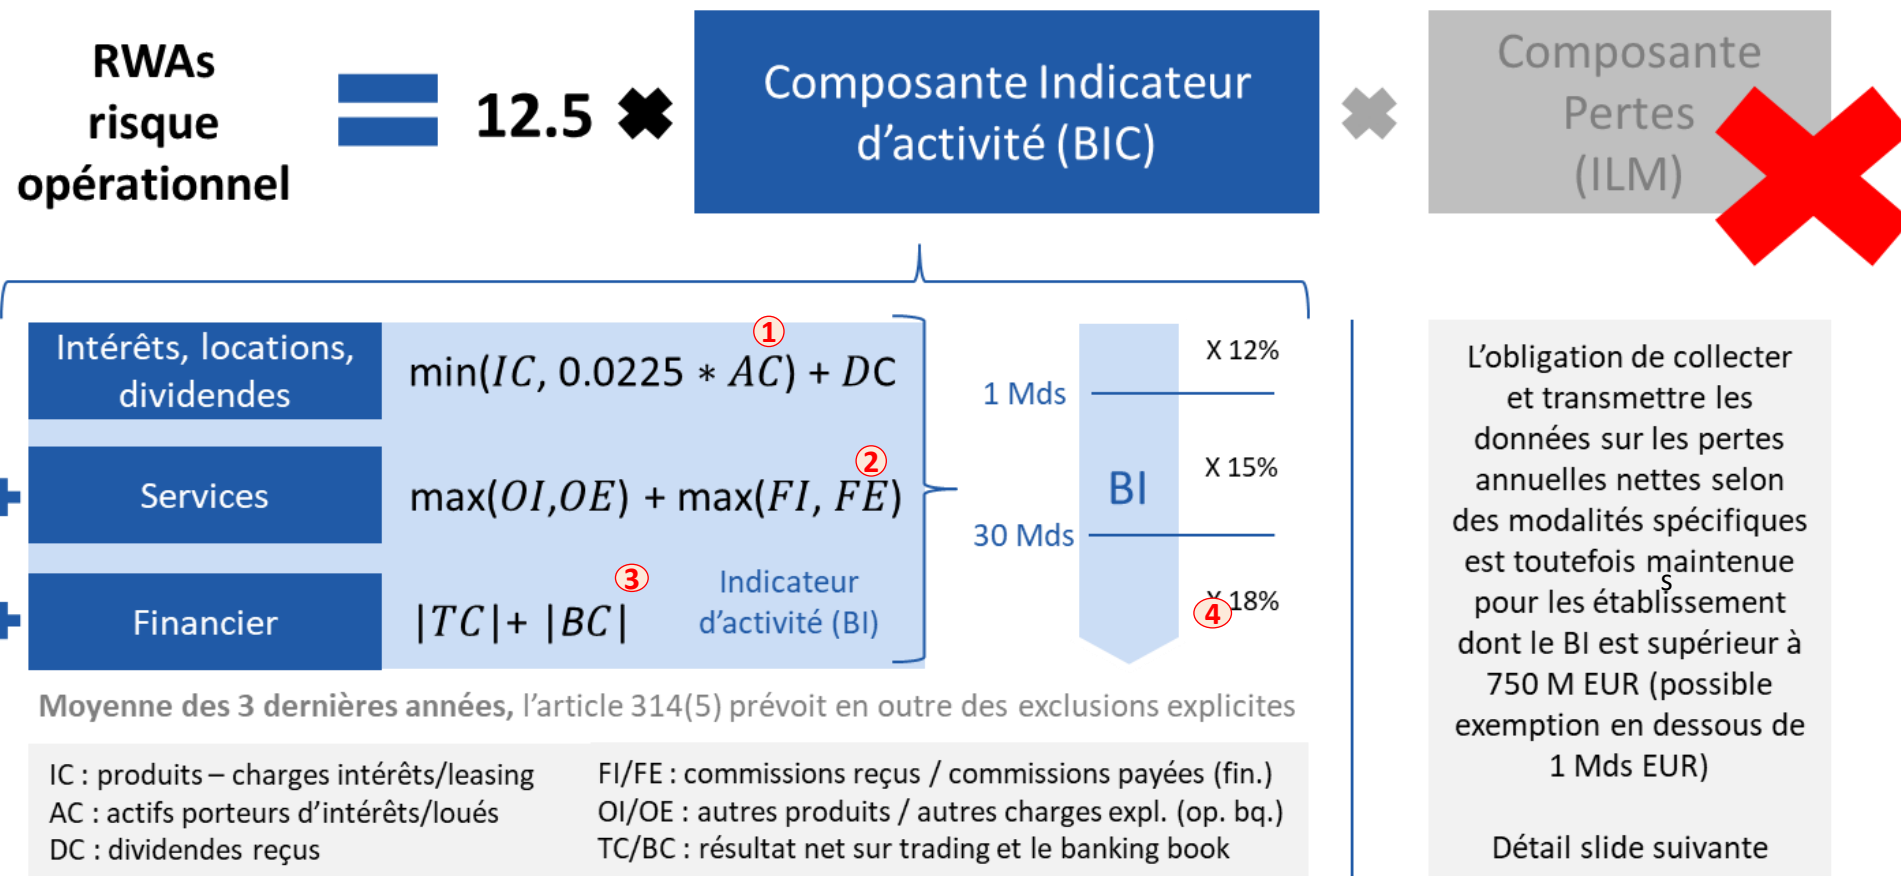 RWAs
risque
opérationnel
12.5
Composante Indicateur
d'activité (BIC)
Composante
Pertes
(ILM)
Intérêts, locations,
dividendes
min(IC, 0.0225 * AC) + DC
①
Services
max(OI,OE) + max(FI, FE)
②
Financier
|TC|+ |BC|
③
Indicateur
d'activité (BI)
1 Mds
30 Mds
BI
X 12%
X 15%
X 18%
④
Moyenne des 3 dernières années, l'article 314(5) prévoit en outre des exclusions explicites
IC : produits – charges intérêts/leasing
AC : actifs porteurs d'intérêts/loués
DC : dividendes reçus
FI/FE : commissions reçus / commissions payées (fin.)
OI/OE : autres produits / autres charges expl. (op. bq.)
TC/BC : résultat net sur trading et le banking book
L'obligation de collecter
et transmettre les
données sur les pertes
annuelles nettes selon
des modalités spécifiques
est toutefois maintenue
s
pour les établissement
dont le BI est supérieur à
750 M EUR (possible
exemption en dessous de
1 Mds EUR)
Détail slide suivante